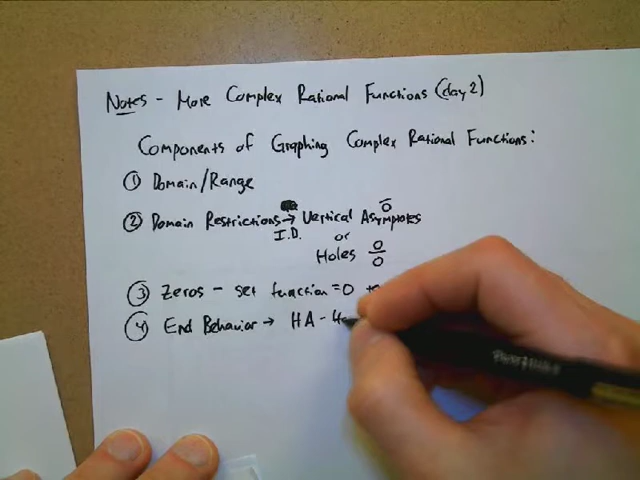 Notes - More Complex Rational Functions (day 2)
Components of Graphing Complex Rational Functions:
① Domain/Range
② Domain Restrictions → Vertical Asymptotes 0̅
I.D. or
Holes 0/0
③ Zeros - set function = 0
④ End Behavior → HA -